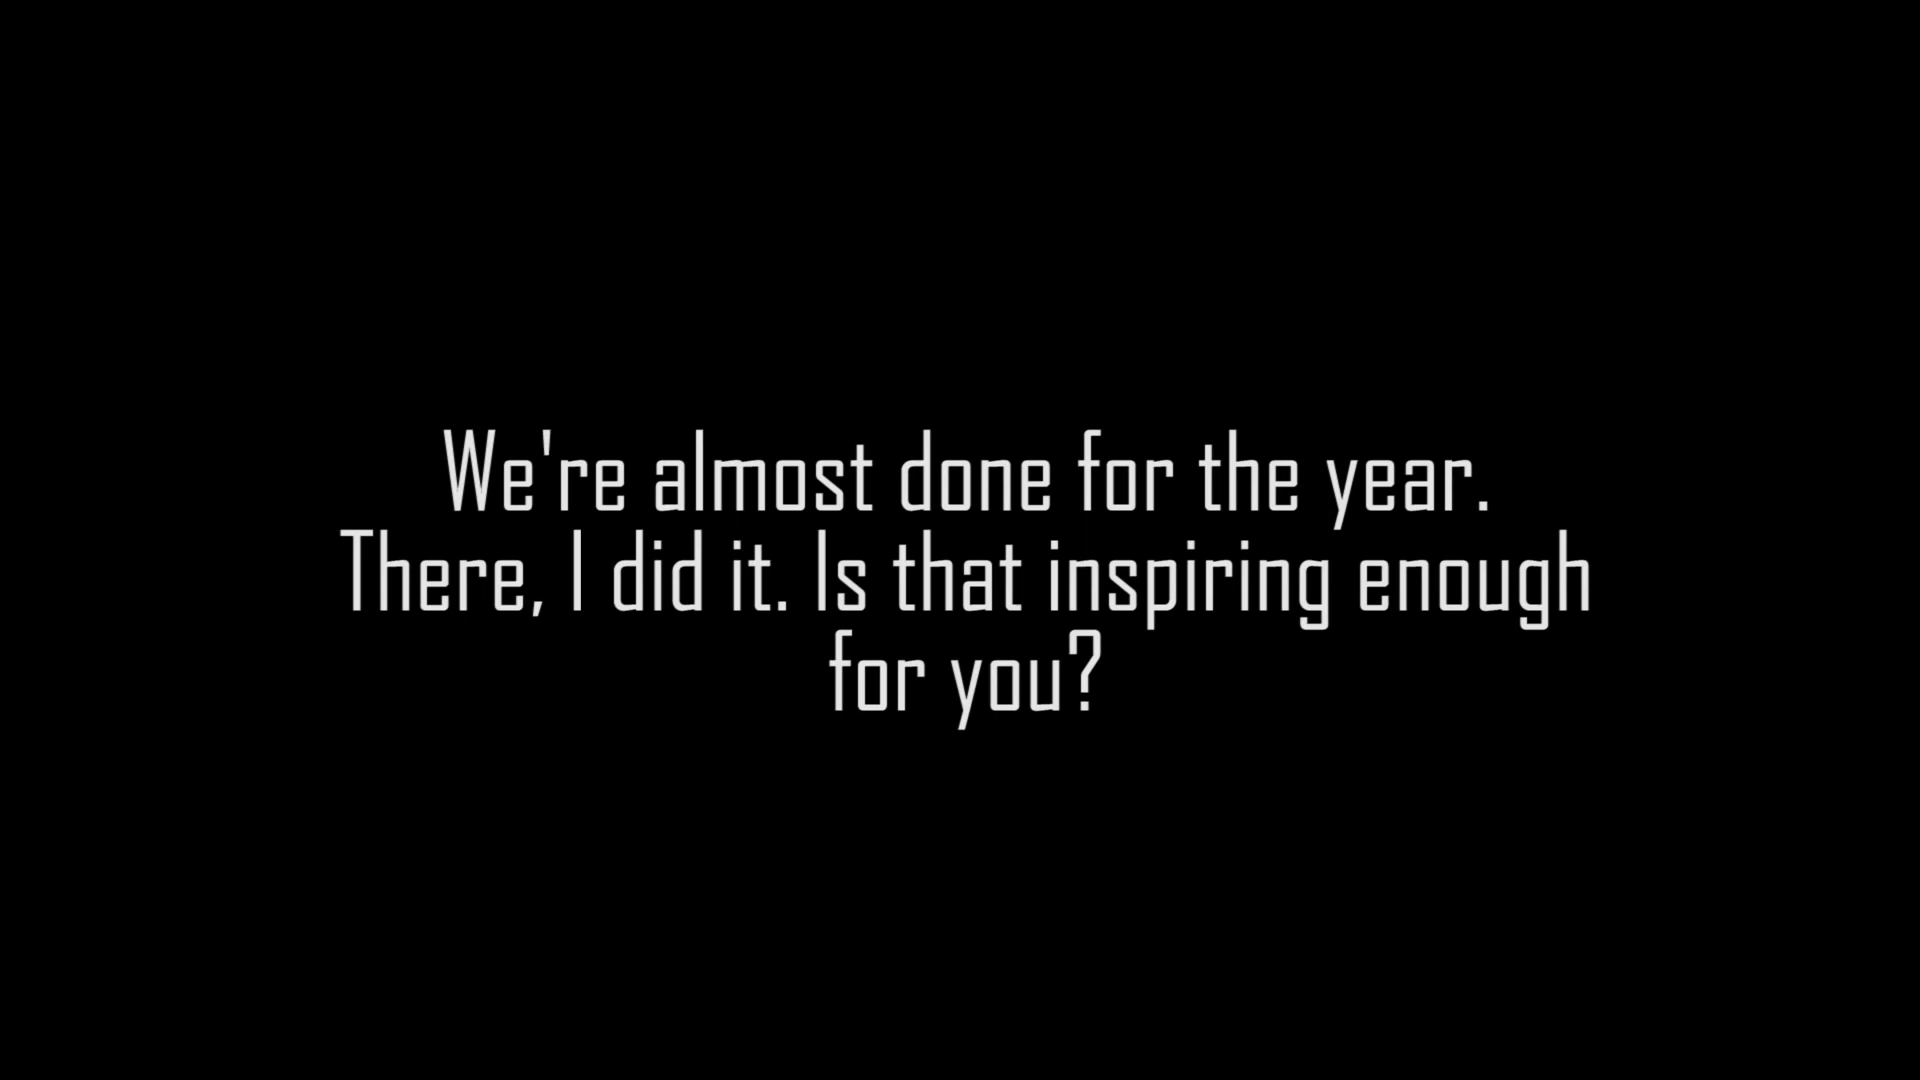 We're almost done for the year.
There, I did it. Is that inspiring enough
for you?